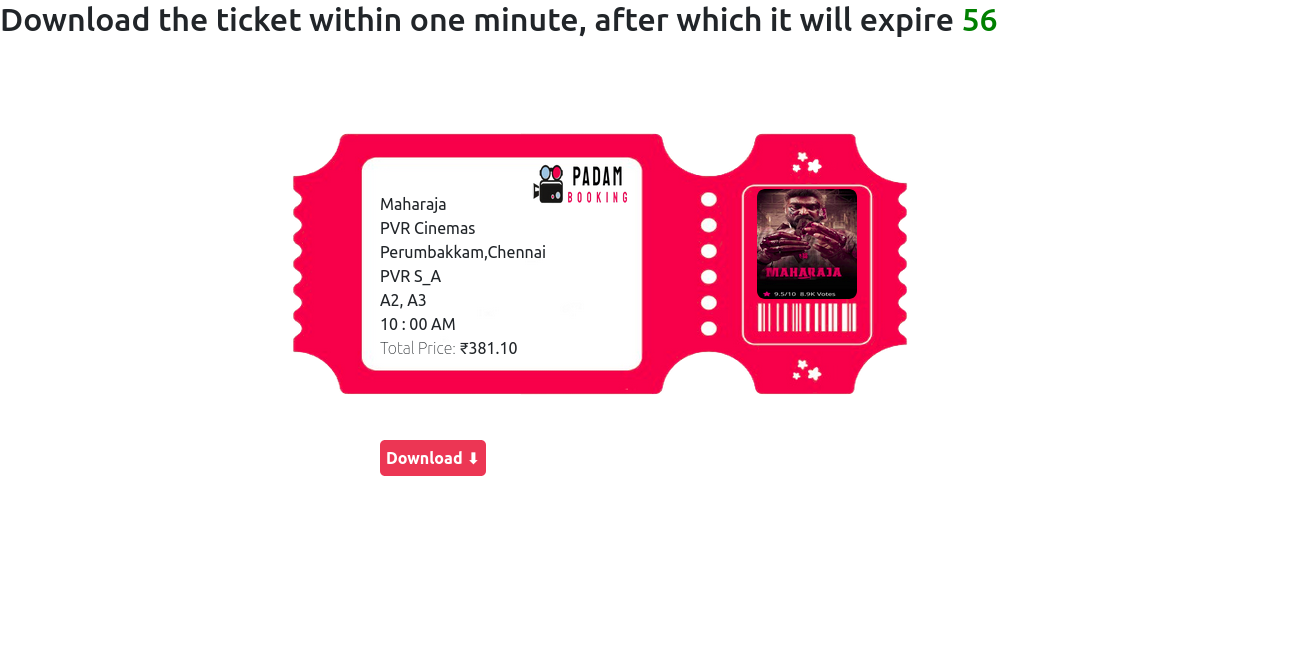 Download the ticket within one minute, after which it will expire 56
PADAM
BOOKING
Maharaja
PVR Cinemas
Perumbakkam,Chennai
PVR S_A
A2, A3
10 : 00 AM
Total Price: ₹381.10
MAHARAJA
9.5/10 8.9K Votes
Download ⬇